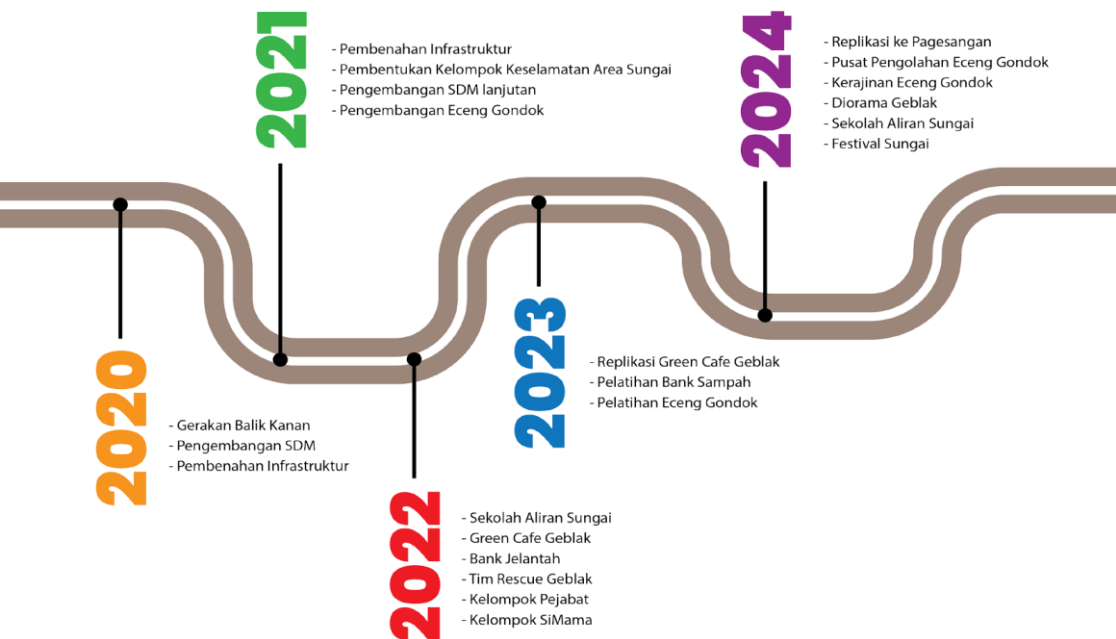 2020
- Gerakan Balik Kanan
- Pengembangan SDM
- Pembenahan Infrastruktur
2021
- Pembenahan Infrastruktur
- Pembentukan Kelompok Keselamatan Area Sungai
- Pengembangan SDM lanjutan
- Pengembangan Eceng Gondok
2022
- Sekolah Aliran Sungai
- Green Cafe Geblak
- Bank Jelantah
- Tim Rescue Geblak
- Kelompok Pejabat
- Kelompok SiMama
2023
- Replikasi Green Cafe Geblak
- Pelatihan Bank Sampah
- Pelatihan Eceng Gondok
2024
- Replikasi ke Pagesangan
- Pusat Pengolahan Eceng Gondok
- Kerajinan Eceng Gondok
- Diorama Geblak
- Sekolah Aliran Sungai
- Festival Sungai